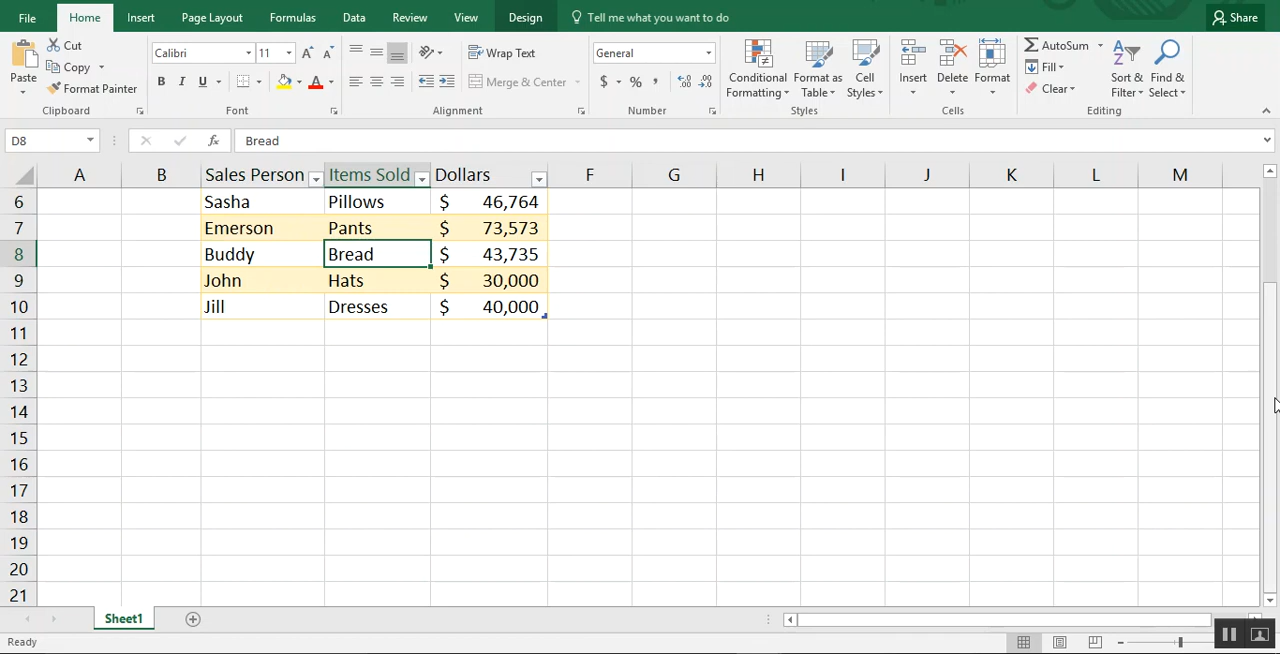 File Home Insert Page Layout Formulas Data Review View Design Tell me what you want to do Share
Paste Cut Copy Format Painter
Calibri 11
B I U A
Wrap Text
Merge & Center
General
$ % ,
Conditional Formatting
Format as Table
Cell Styles
Insert
Delete
Format
AutoSum
Fill
Clear
Sort & Filter
Find & Select
Clipboard Font Alignment Number Styles Cells Editing
D8 fx Bread
A B Sales Person Items Sold Dollars F G H I J K L M
6 Sasha Pillows $ 46,764
7 Emerson Pants $ 73,573
8 Buddy Bread $ 43,735
9 John Hats $ 30,000
10 Jill Dresses $ 40,000
11
12
13
14
15
16
17
18
19
20
21
Sheet1
Ready